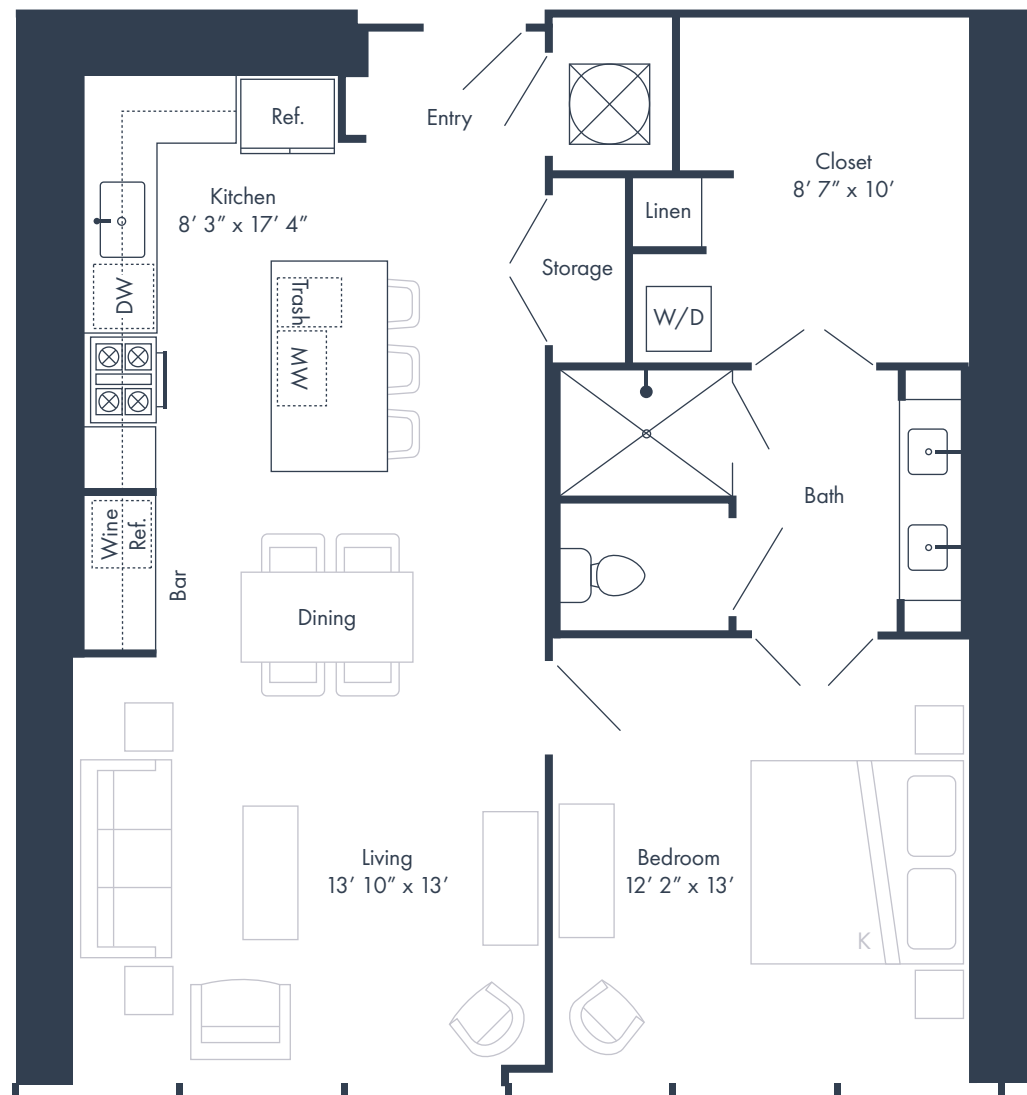 Ref.
Entry
Closet
8’ 7” x 10’
Kitchen
8’ 3” x 17’ 4”
Linen
Storage
DW
Trash
W/D
MW
Bath
Wine
Ref.
Bar
Dining
Living
13’ 10” x 13’
Bedroom
12’ 2” x 13’
K